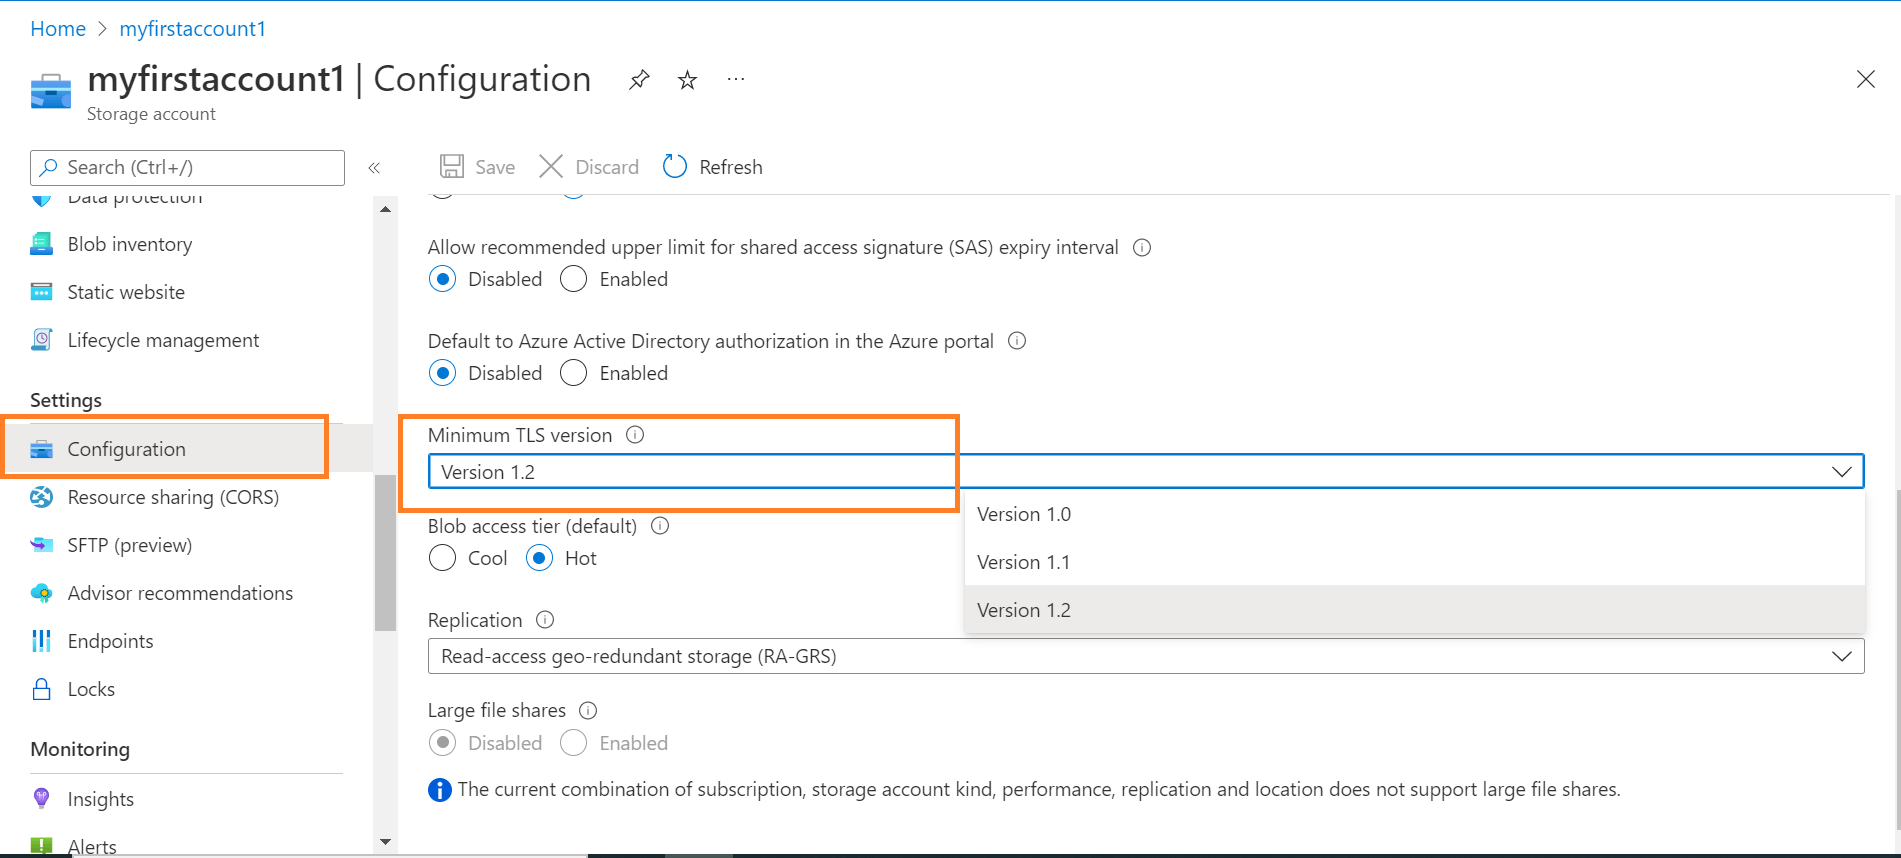 Home > myfirstaccount1
myfirstaccount1 | Configuration
Storage account
Search (Ctrl+/)
Save
Discard
Refresh
Data protection
Blob inventory
Static website
Lifecycle management
Settings
Configuration
Resource sharing (CORS)
SFTP (preview)
Advisor recommendations
Endpoints
Locks
Monitoring
Insights
Alerts
Allow recommended upper limit for shared access signature (SAS) expiry interval
Disabled Enabled
Default to Azure Active Directory authorization in the Azure portal
Disabled Enabled
Minimum TLS version
Version 1.2
Version 1.0
Version 1.1
Version 1.2
Blob access tier (default)
Cool Hot
Replication
Read-access geo-redundant storage (RA-GRS)
Large file shares
Disabled Enabled
The current combination of subscription, storage account kind, performance, replication and location does not support large file shares.